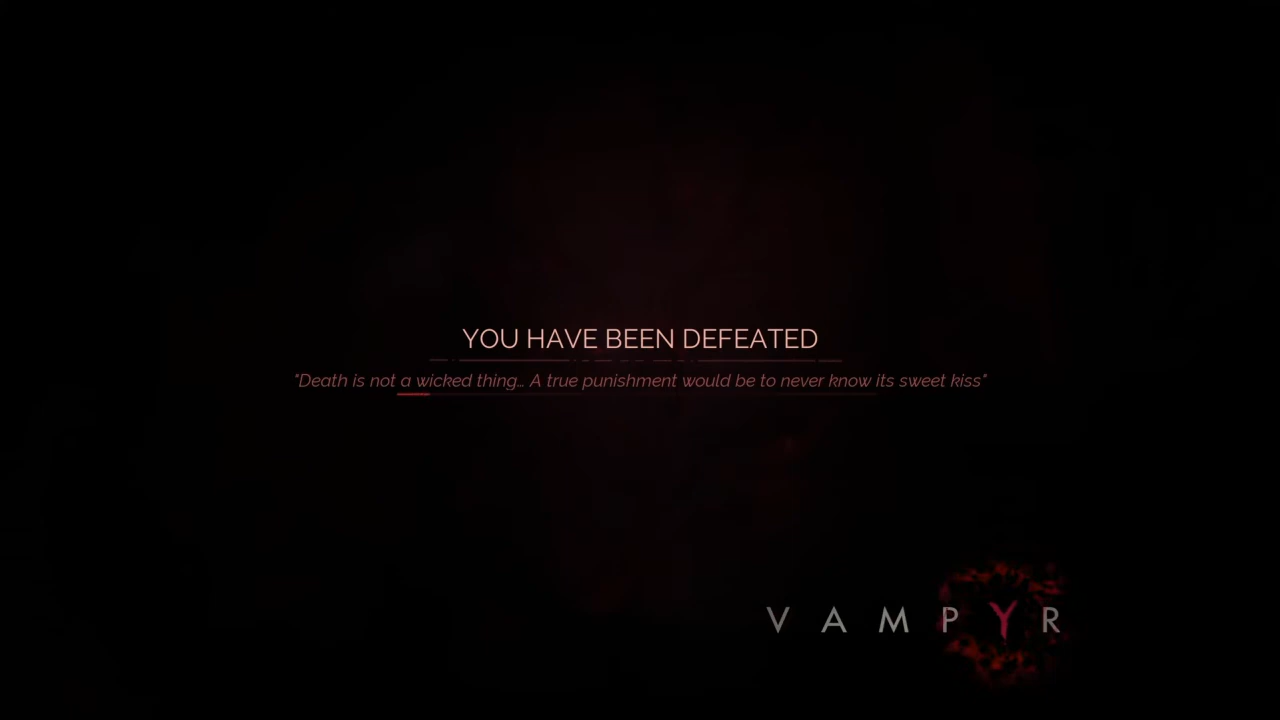 YOU HAVE BEEN DEFEATED
"Death is not a wicked thing... A true punishment would be to never know its sweet kiss"
VAMPYR